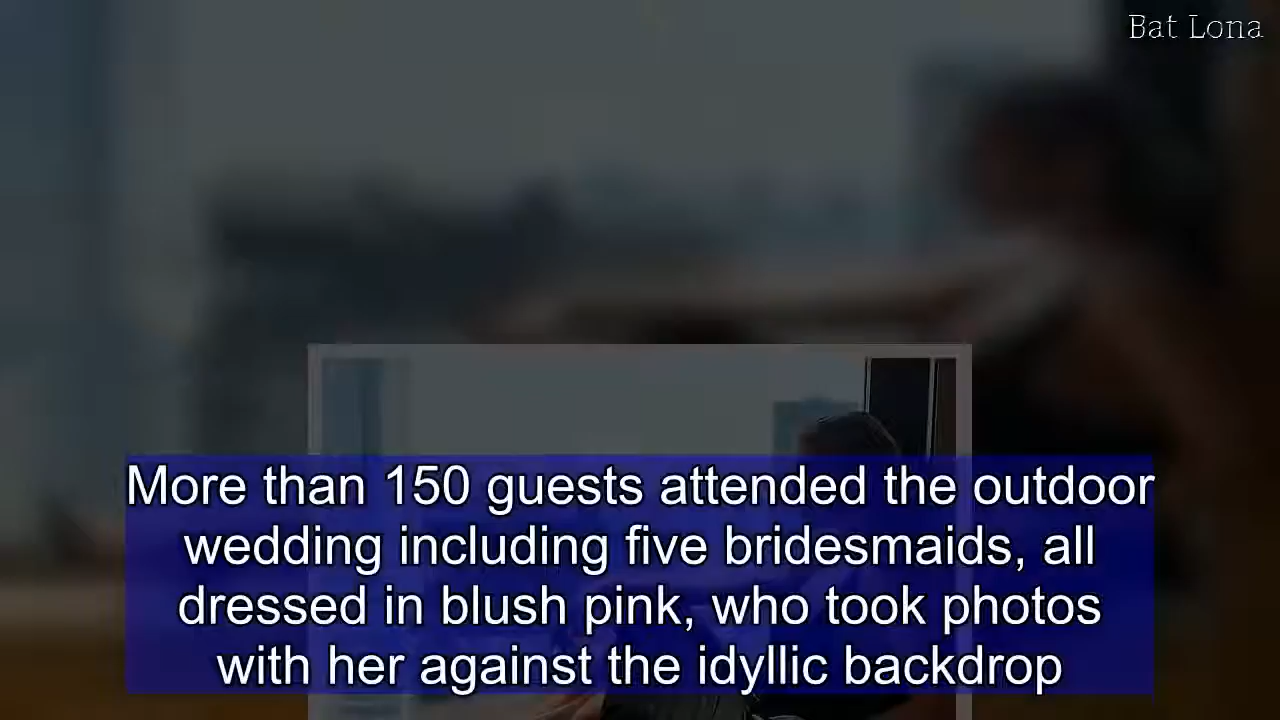 Bat Lona
More than 150 guests attended the outdoor
wedding including five bridesmaids, all
dressed in blush pink, who took photos
with her against the idyllic backdrop